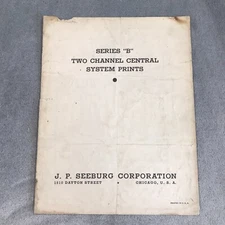 SERIES "B"
TWO CHANNEL CENTRAL
SYSTEM PRINTS
J. P. SEEBURG CORPORATION
1510 DAYTON STREET • CHICAGO, U. S. A.